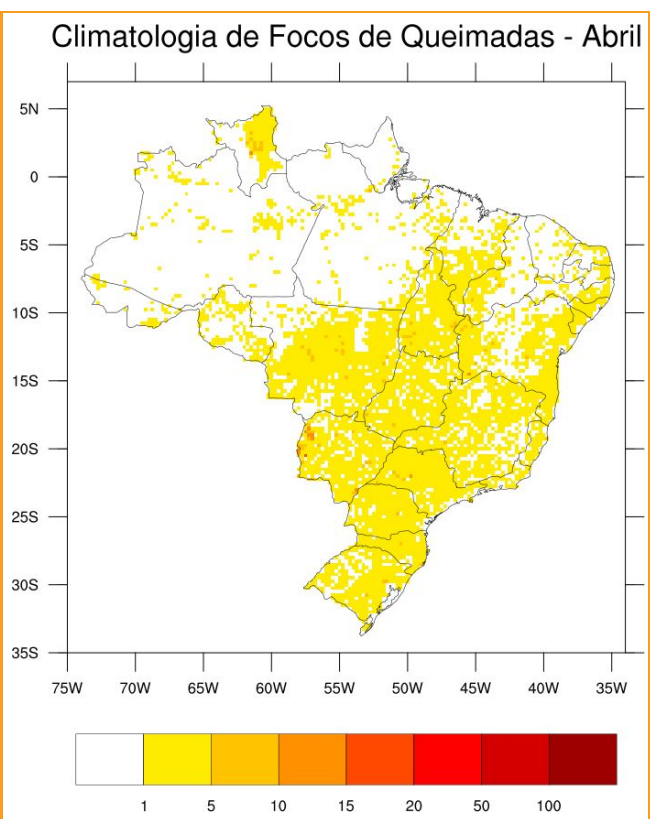 Climatologia de Focos de Queimadas - Abril
5N
0
5S
10S
15S
20S
25S
30S
35S
75W 70W 65W 60W 55W 50W 45W 40W 35W
1 5 10 15 20 50 100